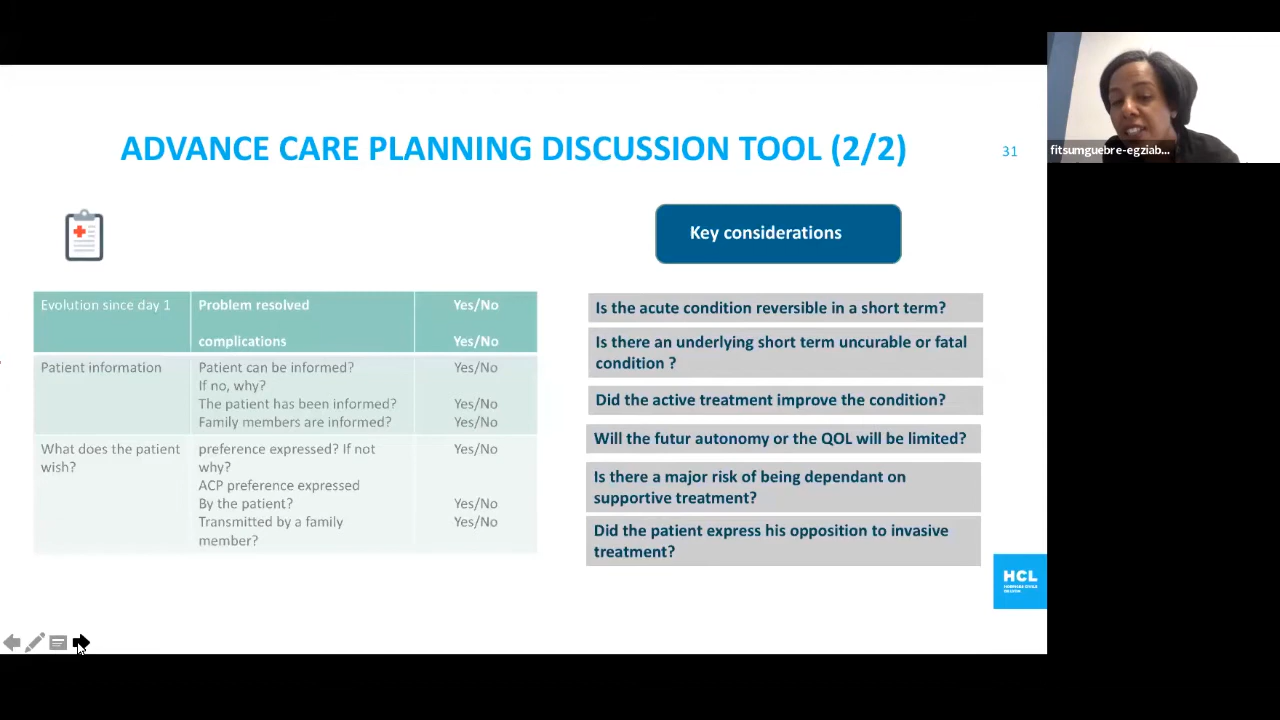 ADVANCE CARE PLANNING DISCUSSION TOOL (2/2)
31
fitsumguebre-egziab...
Key considerations
Evolution since day 1
Problem resolved
Yes/No
complications
Yes/No
Patient information
Patient can be informed?
Yes/No
If no, why?
The patient has been informed?
Yes/No
Family members are informed?
Yes/No
What does the patient
wish?
preference expressed? If not
Yes/No
why?
ACP preference expressed
By the patient?
Yes/No
Transmitted by a family
Yes/No
member?
Is the acute condition reversible in a short term?
Is there an underlying short term uncurable or fatal
condition ?
Did the active treatment improve the condition?
Will the futur autonomy or the QOL will be limited?
Is there a major risk of being dependant on
supportive treatment?
Did the patient express his opposition to invasive
treatment?
HCL